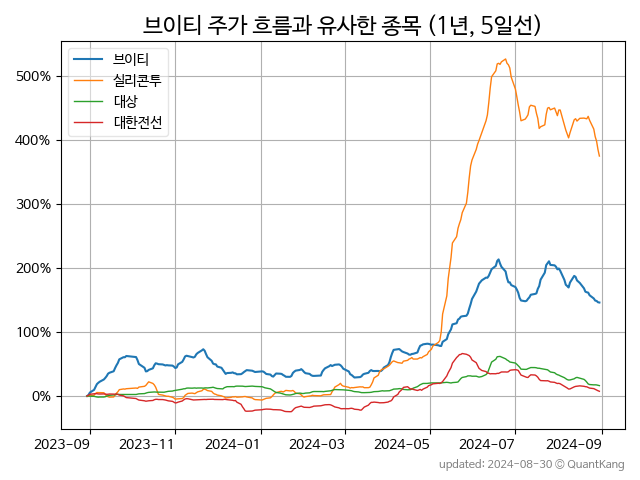 브이티 주가 흐름과 유사한 종목 (1년, 5일선)
브이티
실리콘투
대상
대한전선
500%
400%
300%
200%
100%
0%
2023-09 2023-11 2024-01 2024-03 2024-05 2024-07 2024-09
updated: 2024-08-30 © QuantKang